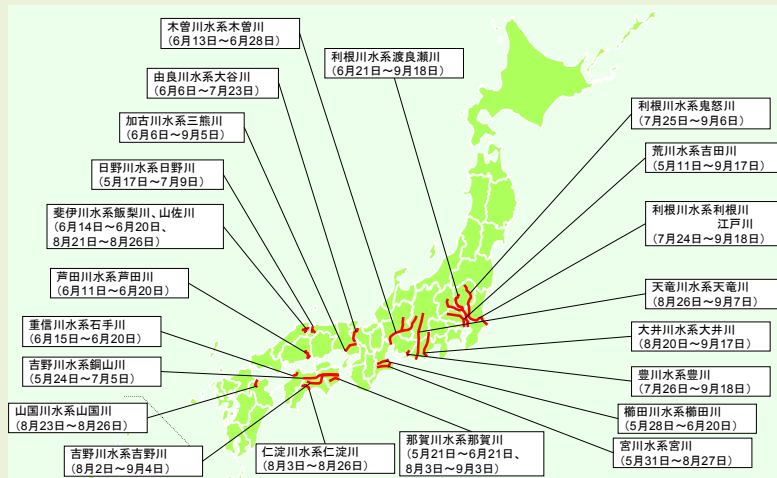 木曽川水系木曽川
（6月13日～6月28日）
利根川水系渡良瀬川
（6月21日～9月18日）
由良川水系大谷川
（6月6日～7月23日）
加古川水系三熊川
（6月6日～9月5日）
日野川水系日野川
（5月17日～7月9日）
斐伊川水系飯梨川、山佐川
（6月14日～6月20日、
8月21日～8月26日）
芦田川水系芦田川
（6月11日～6月20日）
重信川水系石手川
（6月15日～6月20日）
吉野川水系銅山川
（5月24日～7月5日）
山国川水系山国川
（8月23日～8月26日）
吉野川水系吉野川
（8月2日～9月4日）
仁淀川水系仁淀川
（8月3日～8月26日）
那賀川水系那賀川
（5月21日～6月21日、
8月3日～9月3日）
利根川水系鬼怒川
（7月25日～9月6日）
荒川水系吉田川
（5月11日～9月17日）
利根川水系利根川
江戸川
（7月24日～9月18日）
天竜川水系天竜川
（8月26日～9月7日）
大井川水系大井川
（8月20日～9月17日）
豊川水系豊川
（7月26日～9月18日）
櫛田川水系櫛田川
（5月28日～6月20日）
宮川水系宮川
（5月31日～8月27日）